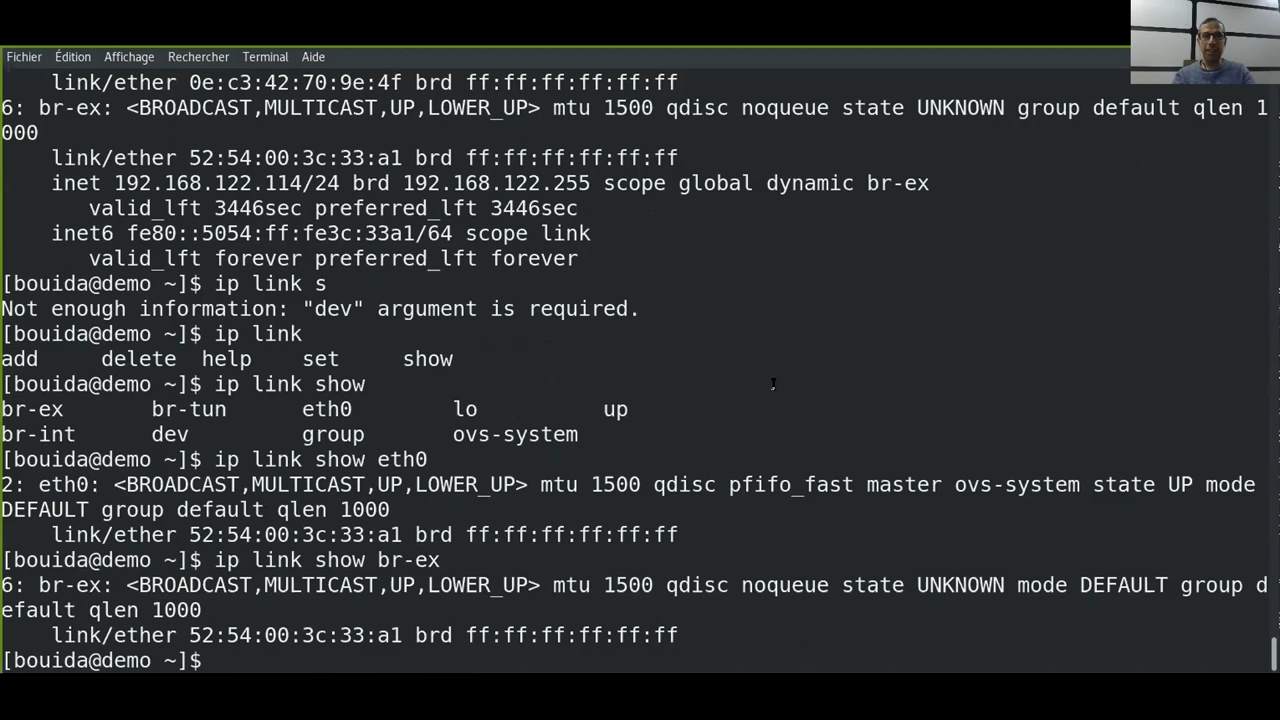 Fichier Édition Affichage Rechercher Terminal Aide
link/ether 0e:c3:42:70:9e:4f brd ff:ff:ff:ff:ff:ff
6: br-ex: <BROADCAST,MULTICAST,UP,LOWER_UP> mtu 1500 qdisc noqueue state UNKNOWN group default qlen 1
000
link/ether 52:54:00:3c:33:a1 brd ff:ff:ff:ff:ff:ff
inet 192.168.122.114/24 brd 192.168.122.255 scope global dynamic br-ex
valid_lft 3446sec preferred_lft 3446sec
inet6 fe80::5054:ff:fe3c:33a1/64 scope link
valid_lft forever preferred_lft forever
[bouida@demo ~]$ ip link s
Not enough information: "dev" argument is required.
[bouida@demo ~]$ ip link
add delete help set show
[bouida@demo ~]$ ip link show
br-ex br-tun eth0 lo up
br-int dev group ovs-system
[bouida@demo ~]$ ip link show eth0
2: eth0: <BROADCAST,MULTICAST,UP,LOWER_UP> mtu 1500 qdisc pfifo_fast master ovs-system state UP mode
DEFAULT group default qlen 1000
link/ether 52:54:00:3c:33:a1 brd ff:ff:ff:ff:ff:ff
[bouida@demo ~]$ ip link show br-ex
6: br-ex: <BROADCAST,MULTICAST,UP,LOWER_UP> mtu 1500 qdisc noqueue state UNKNOWN mode DEFAULT group d
efault qlen 1000
link/ether 52:54:00:3c:33:a1 brd ff:ff:ff:ff:ff:ff
[bouida@demo ~]$